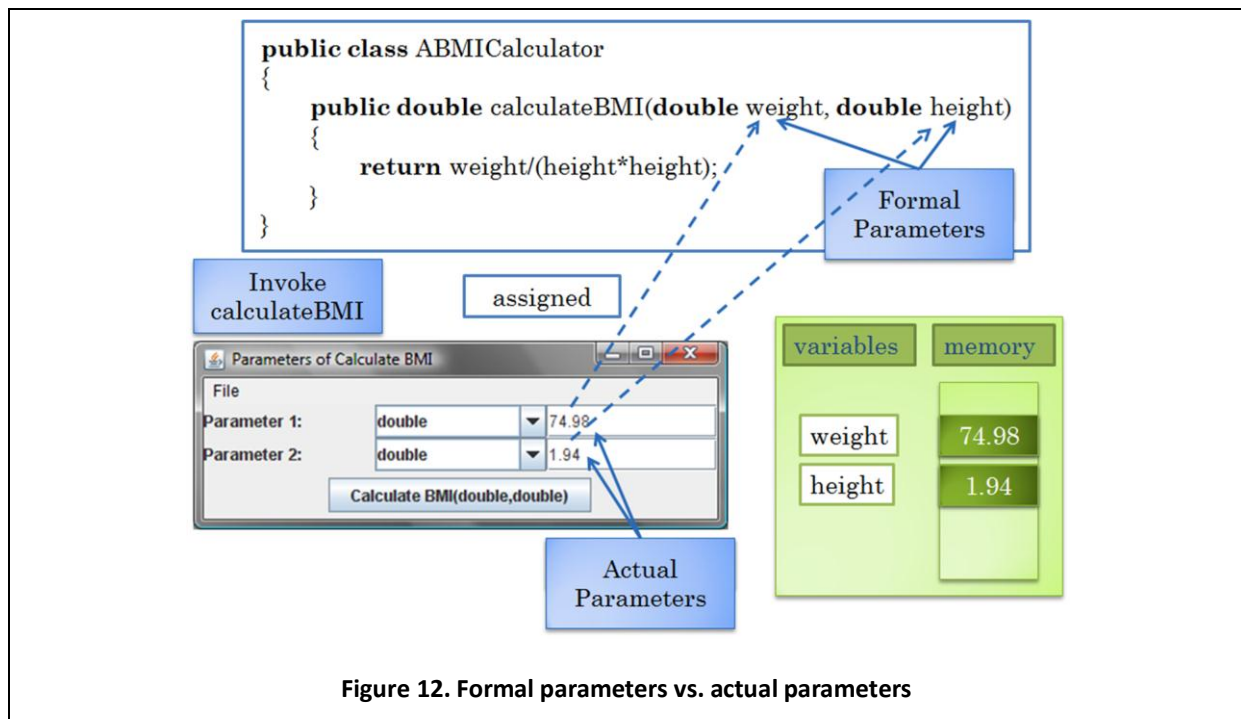 public class ABMICalculator
{
public double calculateBMI(double weight, double height)
{
return weight/(height*height);
}
}
Formal
Parameters
Invoke
calculateBMI
assigned
Parameters of Calculate BMI
File
Parameter 1: double 74.98
Parameter 2: double 1.94
Calculate BMI(double,double)
Actual
Parameters
variables memory
weight 74.98
height 1.94
Figure 12. Formal parameters vs. actual parameters